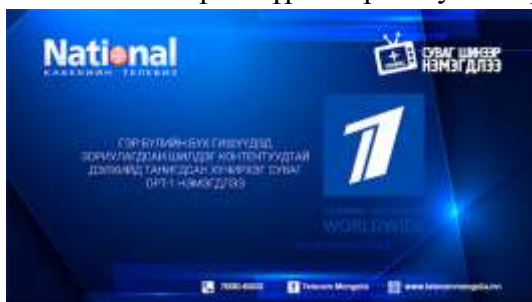 National
КАБЕЛИЙН ТЕЛЕВИЗ
СУВАГ ШИНЭЭР
НЭМЭГДЛЭЭ
ГЭР БҮЛИЙН БҮХ ГИШҮҮДЭД
ЗОРИУЛАГДСАН ШИЛДЭГ КОНТЕНТУУДТАЙ
ДЭЛХИЙД ТАНИГДСАН ХҮЧИРХЭГ СУВАГ
ОРТ-1 НЭМЭГДЛЭЭ
1
WORLDWIDE
7000-6000
Telecom Mongolia
www.telecommongolia.mn